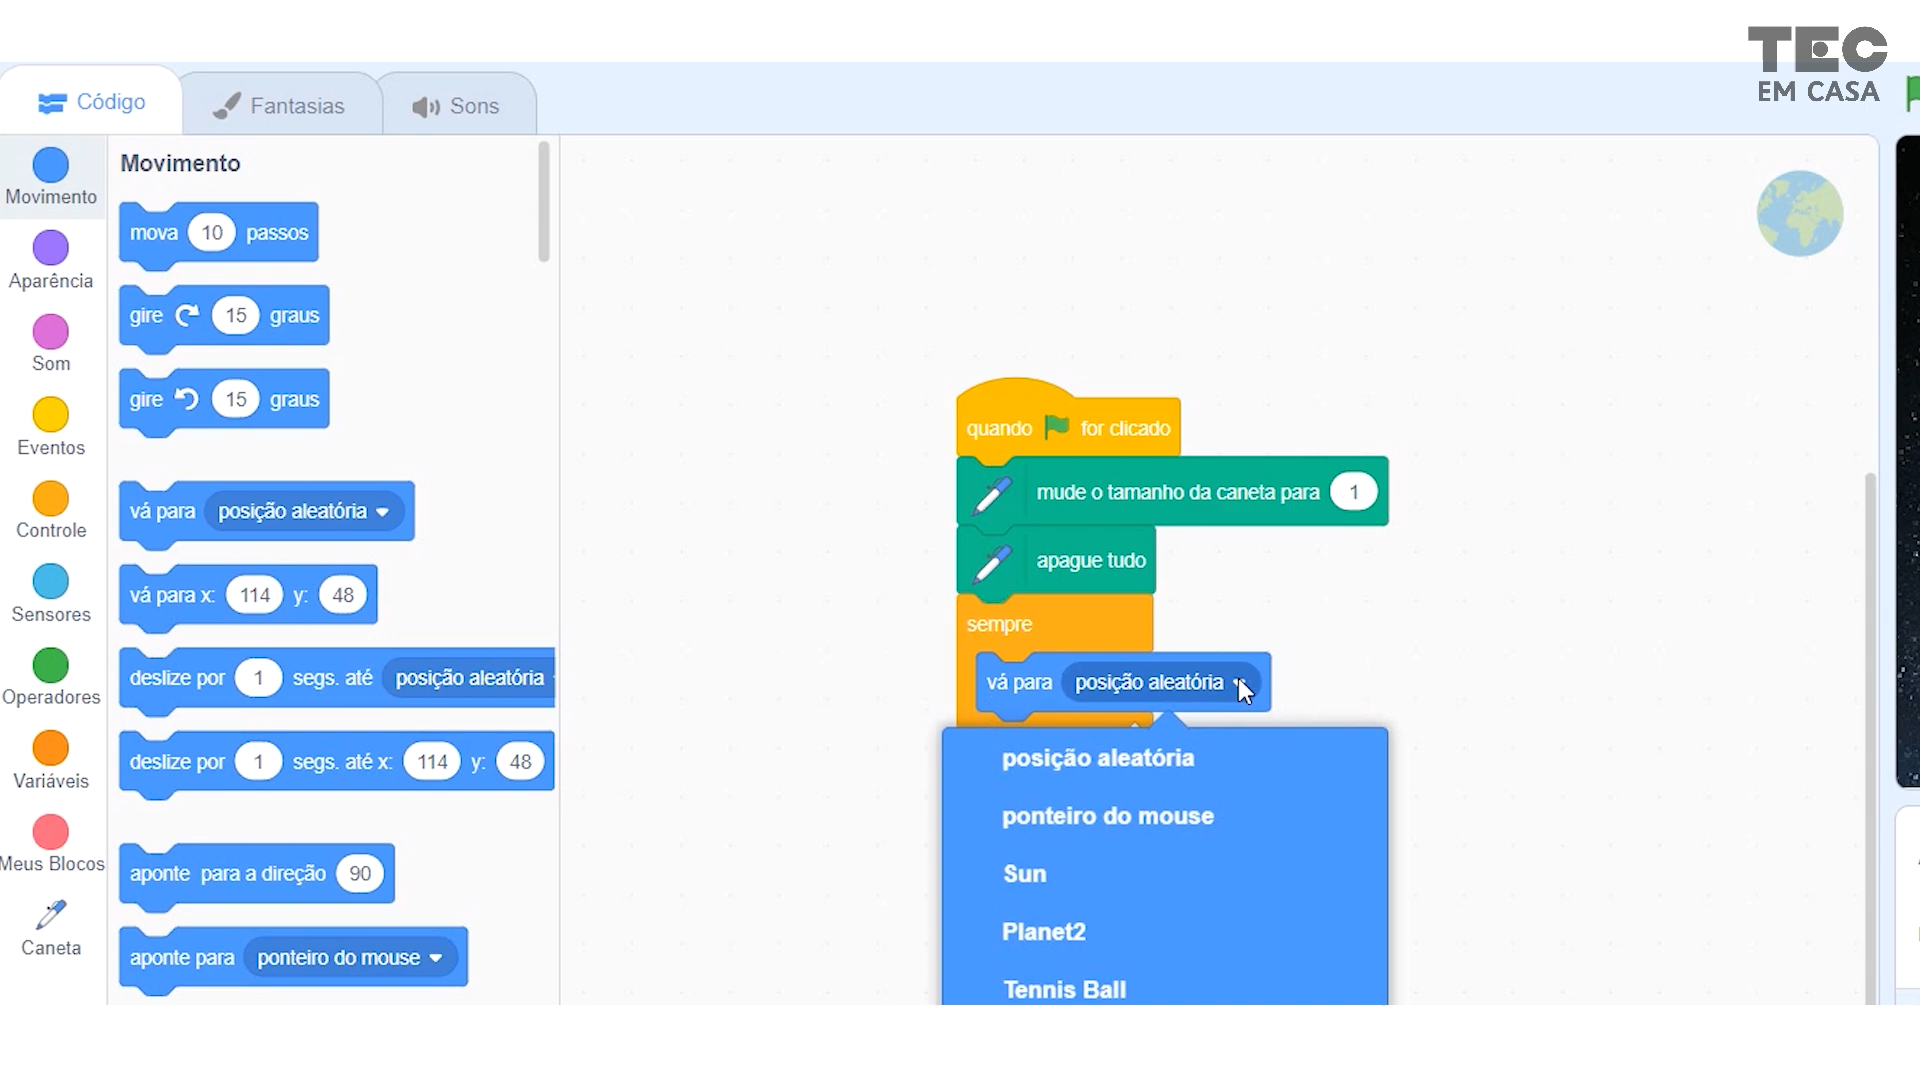 TEC
EM CASA
Código
Fantasias
Sons
Movimento
Aparência
Som
Eventos
Controle
Sensores
Operadores
Variáveis
Meus Blocos
Caneta
Movimento
mova 10 passos
gire 15 graus
gire 15 graus
vá para posição aleatória
vá para x: 114 y: 48
deslize por 1 segs. até posição aleatória
deslize por 1 segs. até x: 114 y: 48
aponte para a direção 90
aponte para ponteiro do mouse
quando for clicado
mude o tamanho da caneta para 1
apague tudo
sempre
vá para posição aleatória
posição aleatória
ponteiro do mouse
Sun
Planet2
Tennis Ball